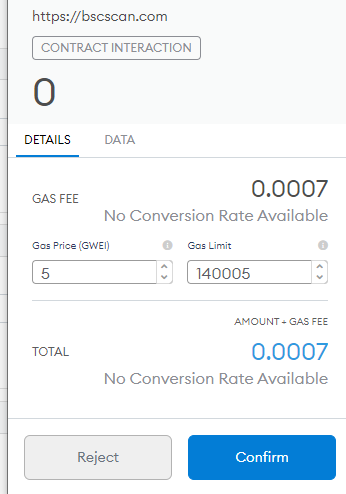 https://bscscan.com
CONTRACT INTERACTION
0
DETAILS DATA
GAS FEE 0.0007
No Conversion Rate Available
Gas Price (GWEI) Gas Limit
5 140005
AMOUNT + GAS FEE
TOTAL 0.0007
No Conversion Rate Available
Reject Confirm